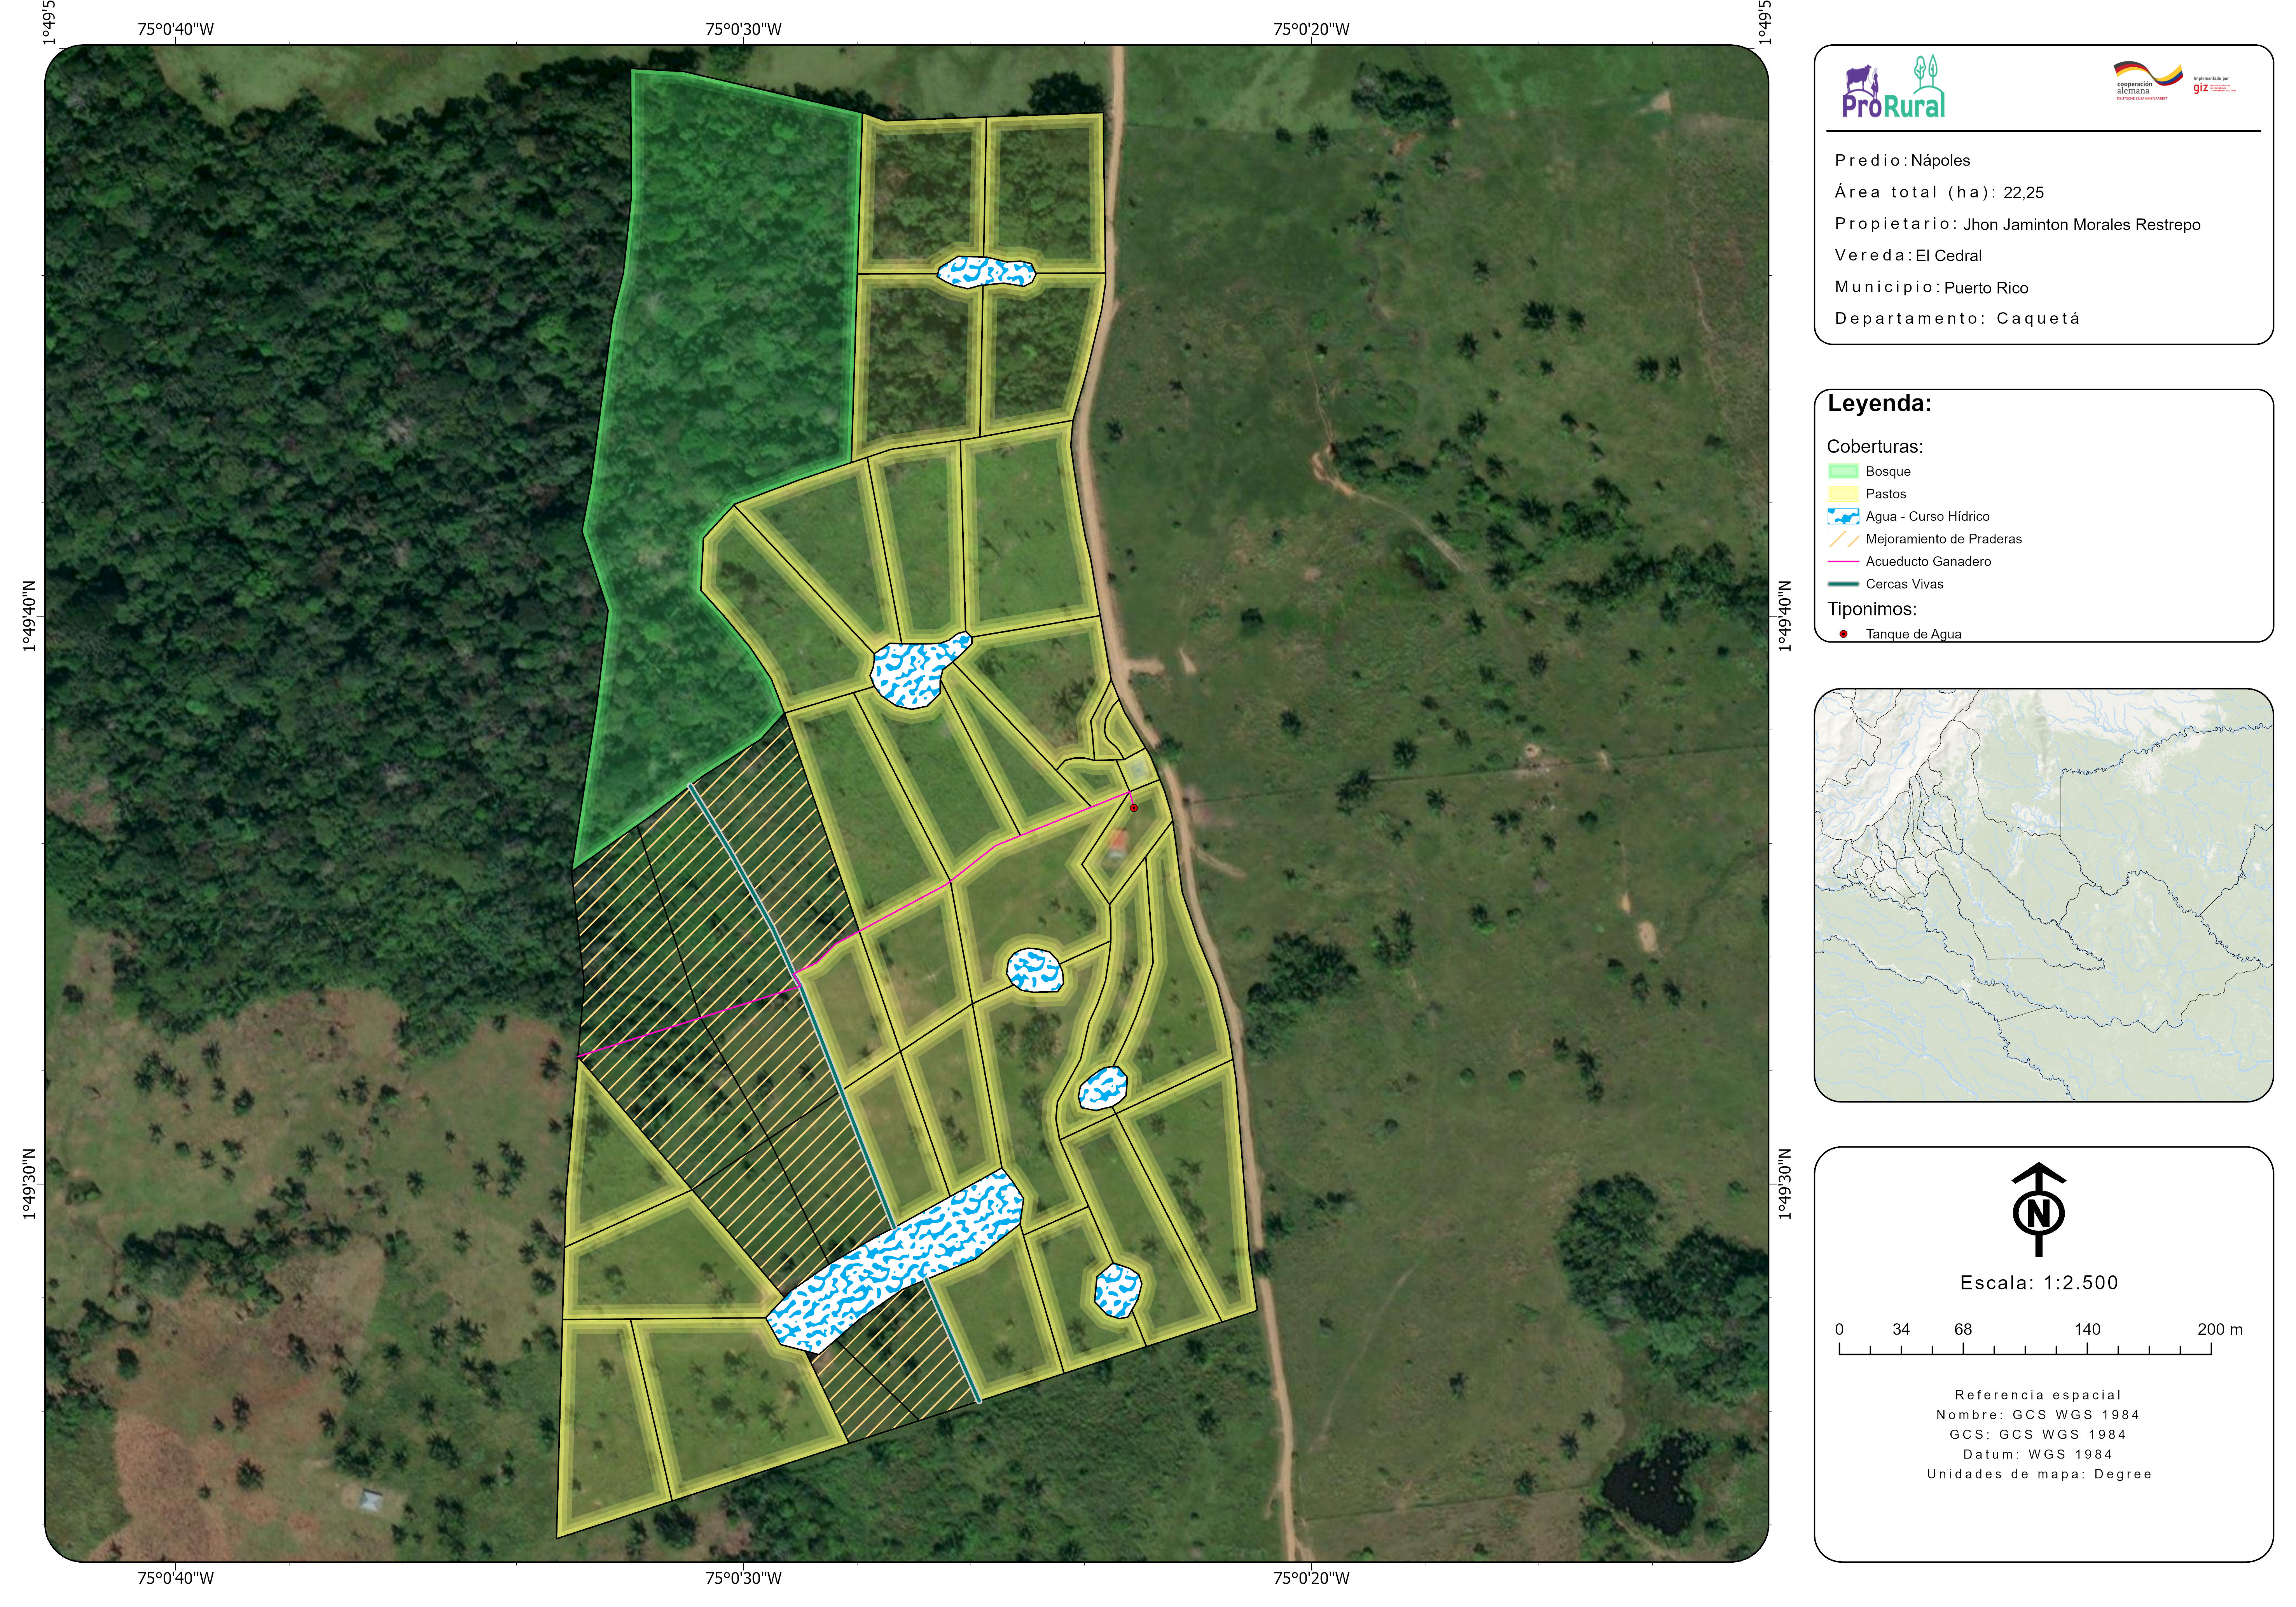 75°0'40"W
75°0'30"W
75°0'20"W
1°49'5
1°49'5
1°49'40"N
1°49'40"N
1°49'30"N
1°49'30"N
75°0'40"W
75°0'30"W
75°0'20"W
ProRural
cooperación
alemana
DEUTSCHE ZUSAMMENARBEIT
Implementada por
giz
Predio: Nápoles
Área total (ha): 22,25
Propietario: Jhon Jaminton Morales Restrepo
Vereda: El Cedral
Municipio: Puerto Rico
Departamento: Caquetá
Leyenda:
Coberturas:
Bosque
Pastos
Agua - Curso Hídrico
Mejoramiento de Praderas
Acueducto Ganadero
Cercas Vivas
Tiponimos:
Tanque de Agua
N
Escala: 1:2.500
0 34 68 140 200 m
Referencia espacial
Nombre: GCS WGS 1984
GCS: GCS WGS 1984
Datum: WGS 1984
Unidades de mapa: Degree